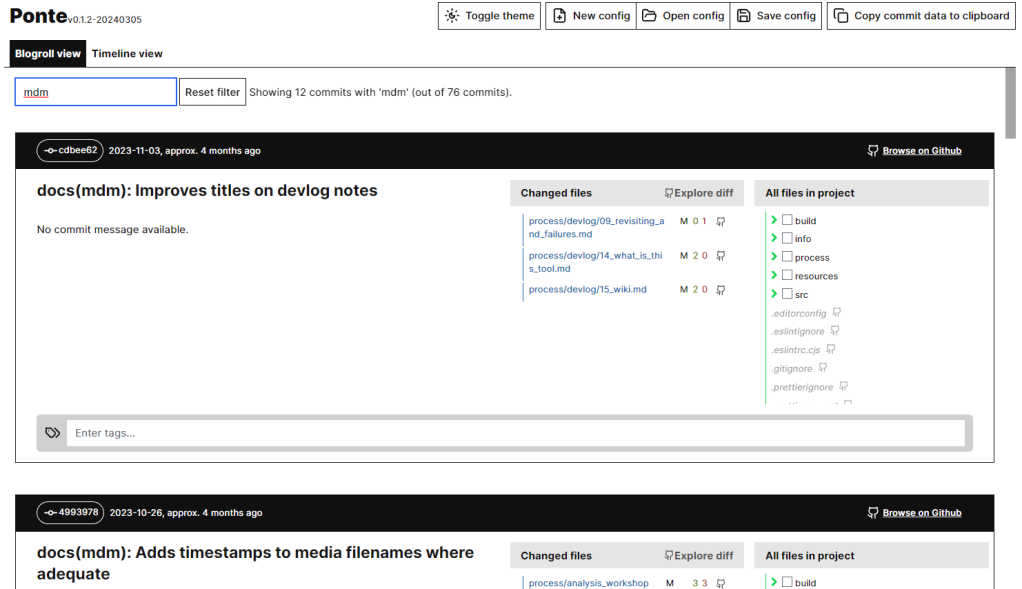 Ponte v0.1.2-20240305
Toggle theme New config Open config Save config Copy commit data to clipboard
Blogroll view Timeline view
mdm Reset filter Showing 12 commits with 'mdm' (out of 76 commits).
cdbee62 2023-11-03, approx. 4 months ago Browse on Github
docs(mdm): Improves titles on devlog notes
No commit message available.
Changed files Explore diff
process/devlog/09_revisiting_a M 0 1
nd_failures.md
process/devlog/14_what_is_thi M 2 0
s_tool.md
process/devlog/15_wiki.md M 2 0
All files in project
build
info
process
resources
src
.editorconfig
.eslintignore
.eslintrc.cjs
.gitignore
.prettierignore
Enter tags...
4993978 2023-10-26, approx. 4 months ago Browse on Github
docs(mdm): Adds timestamps to media filenames where
adequate
Changed files Explore diff
process/analysis_workshop M 3 3
All files in project
build